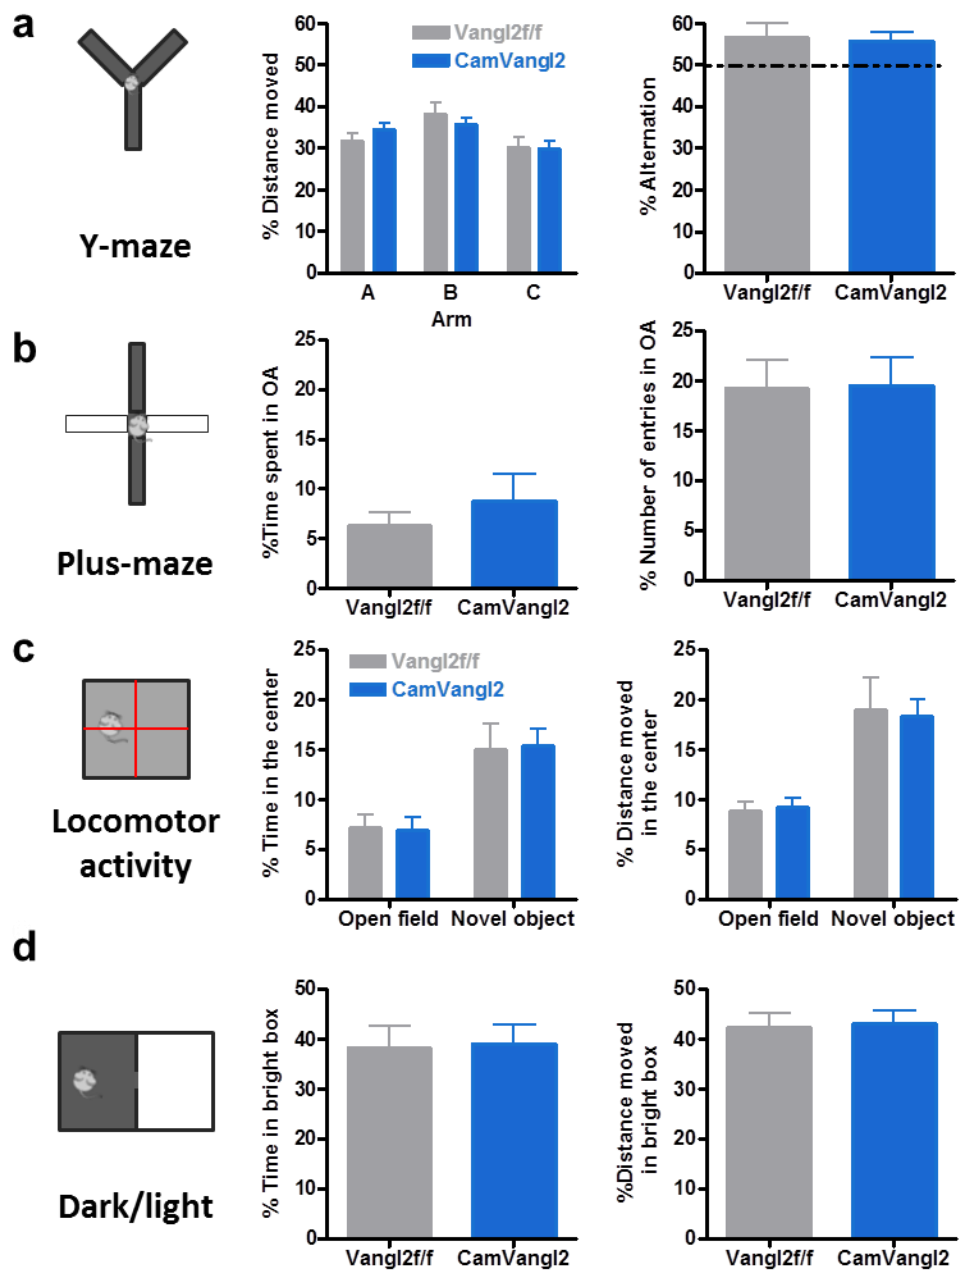 a
Y-maze
% Distance moved
60
50
40
30
20
10
0
Vangl2f/f
CamVangl2
A B C
Arm
% Alternation
60
50
40
30
20
10
0
Vangl2f/f CamVangl2
b
Plus-maze
%Time spent in OA
25
20
15
10
5
0
Vangl2f/f CamVangl2
% Number of entries in OA
25
20
15
10
5
0
Vangl2f/f CamVangl2
c
Locomotor
activity
% Time in the center
25
20
15
10
5
0
Vangl2f/f
CamVangl2
Open field Novel object
% Distance moved
in the center
25
20
15
10
5
0
Open field Novel object
d
Dark/light
% Time in bright box
50
40
30
20
10
0
Vangl2f/f CamVangl2
%Distance moved
in bright box
50
40
30
20
10
0
Vangl2f/f CamVangl2